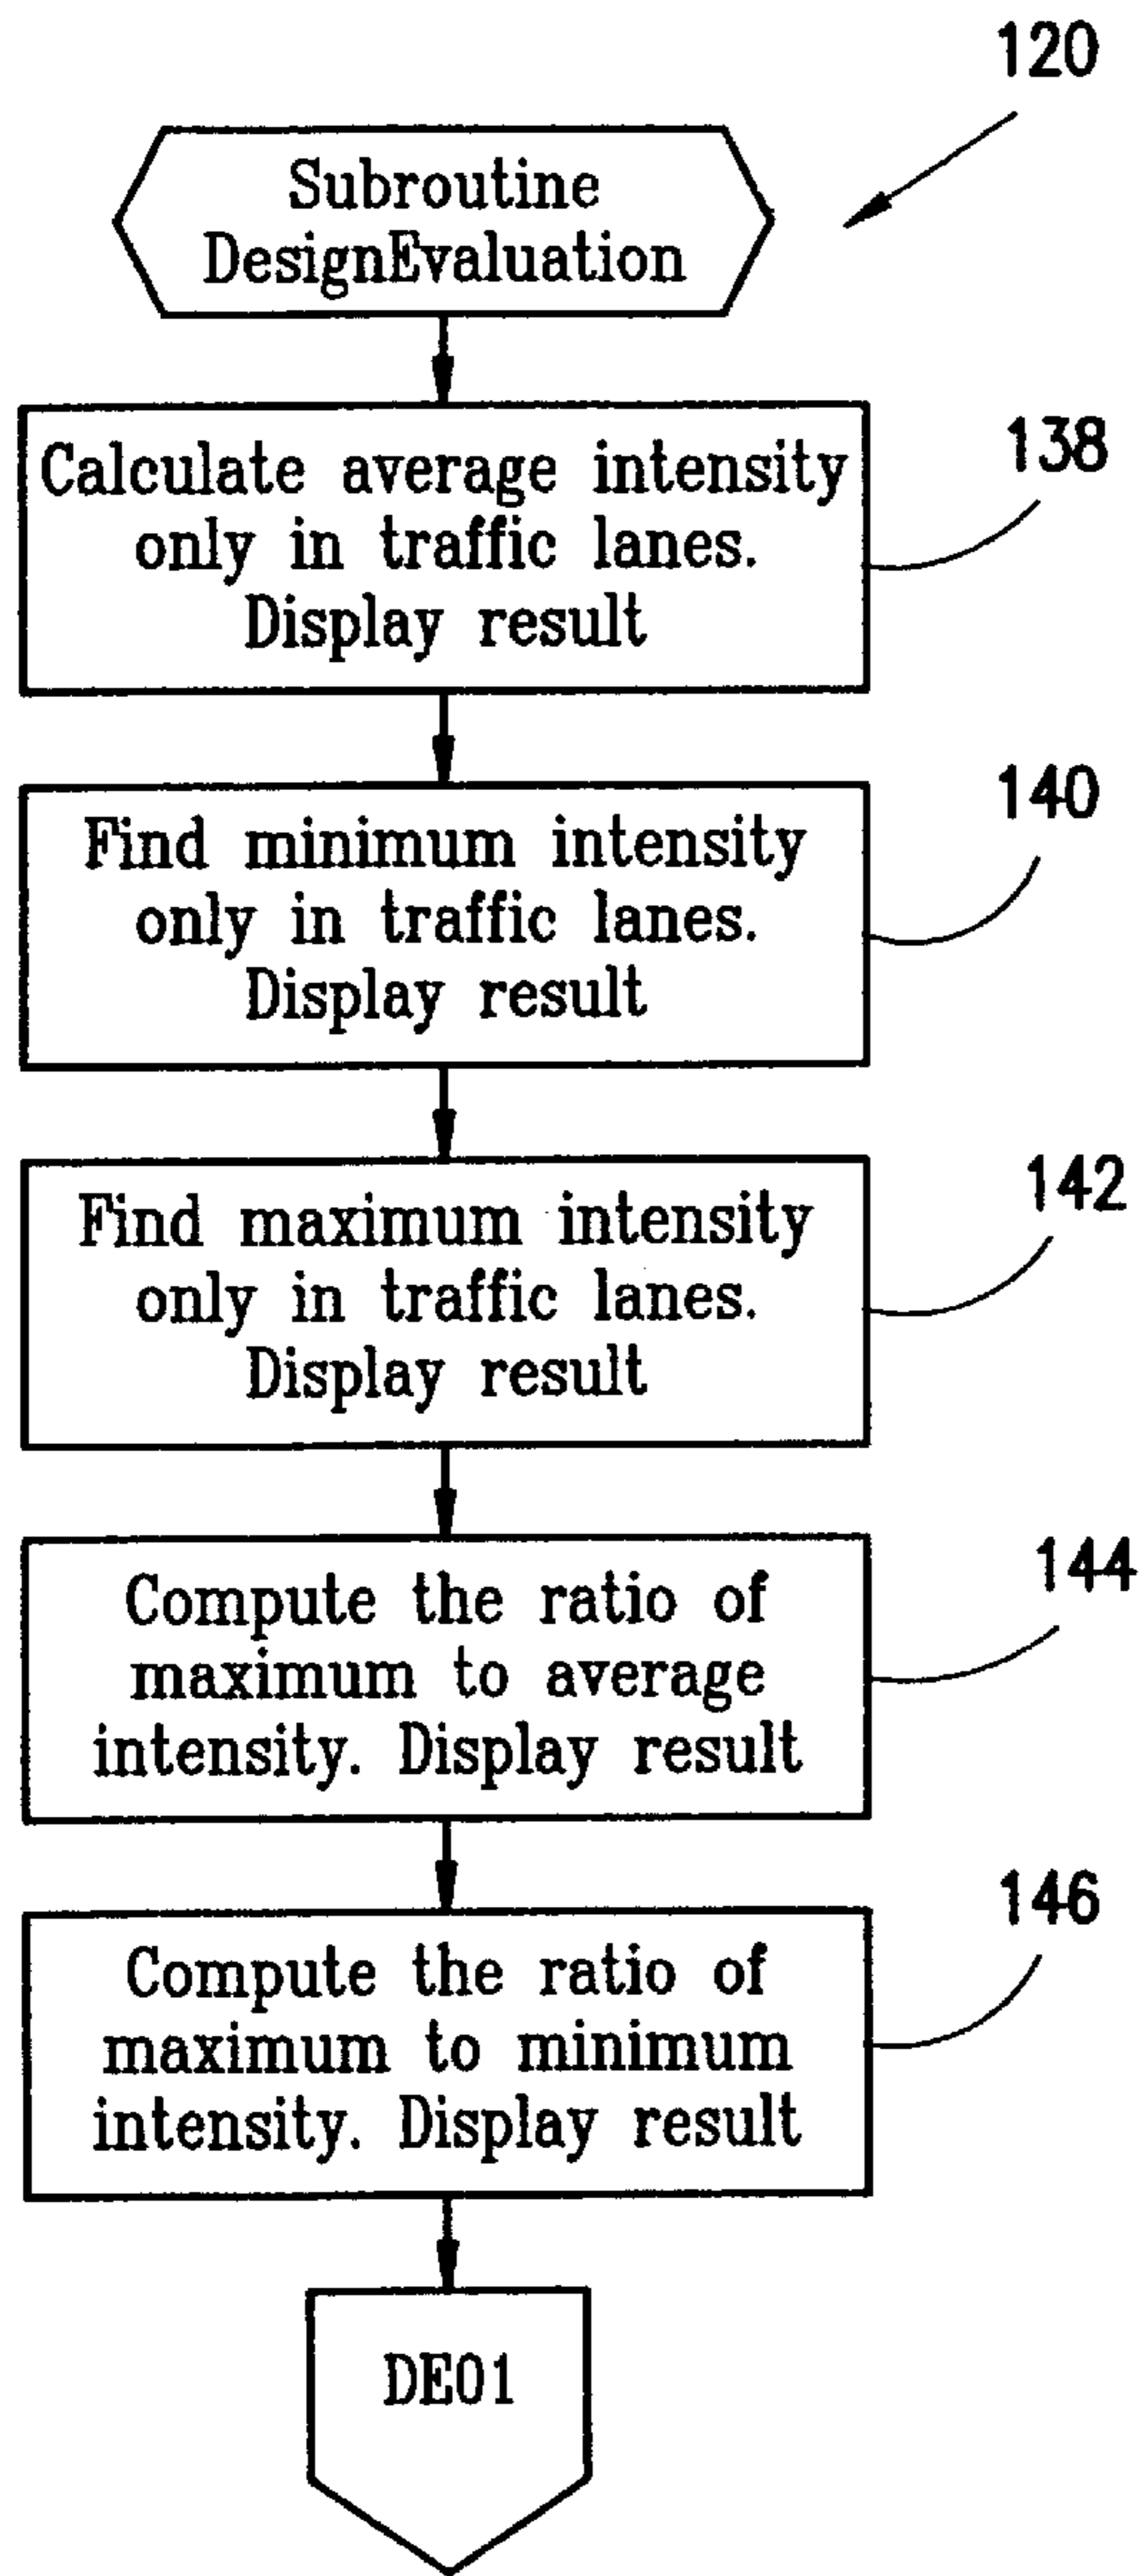 120
Subroutine
DesignEvaluation
Calculate average intensity
only in traffic lanes.
Display result
138
Find minimum intensity
only in traffic lanes.
Display result
140
Find maximum intensity
only in traffic lanes.
Display result
142
Compute the ratio of
maximum to average
intensity. Display result
144
Compute the ratio of
maximum to minimum
intensity. Display result
146
DE01